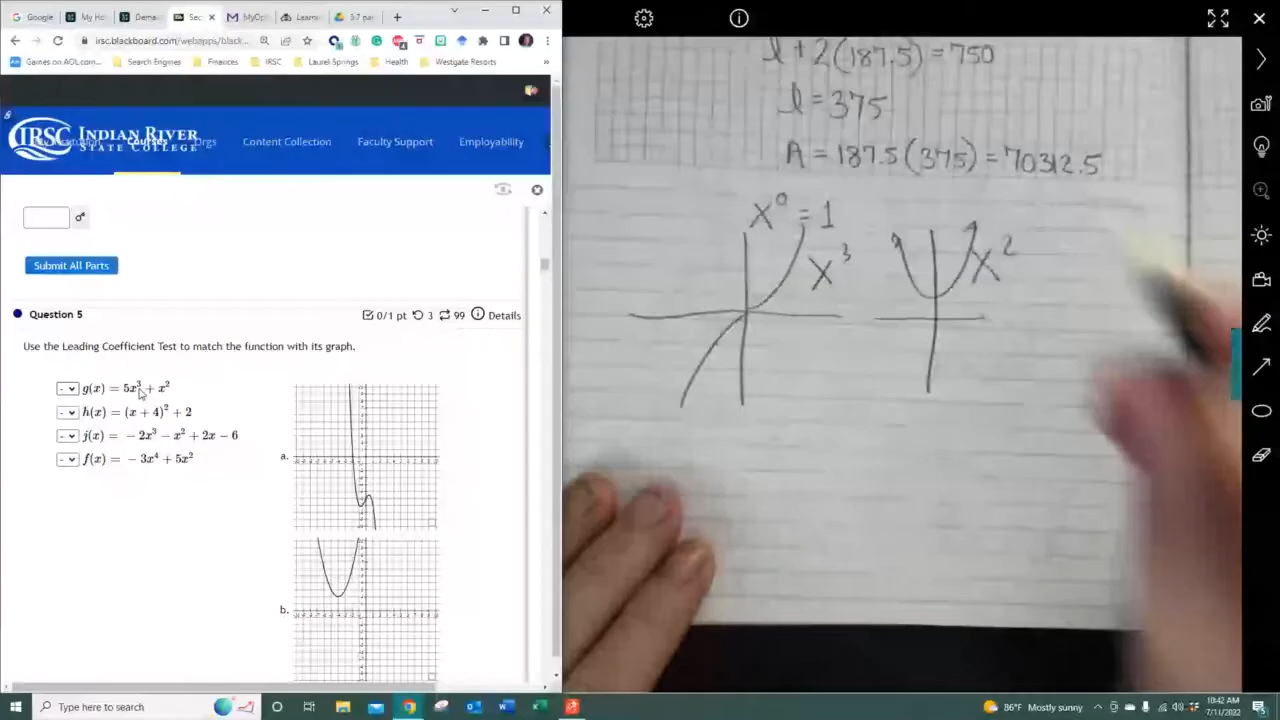 Google
My Ho
Dema
Sec
MyOp
Learn
3.7 pa
irsc.blackboard.com/webapps/black...
Games on AOL.com...
Search Engines
Finances
IRSC
Laurel Springs
Health
Westgate Resorts
IRSC INDIAN RIVER
STATE COLLEGE
Courses
Orgs
Content Collection
Faculty Support
Employability
Submit All Parts
Question 5
0/1 pt 3 99 Details
Use the Leading Coefficient Test to match the function with its graph.
- g(x) = 5x³ + x²
- h(x) = (x + 4)² + 2
- j(x) = − 2x³ − x² + 2x − 6
- f(x) = − 3x⁴ + 5x²
a.
b.
l + 2(187.5) = 750
l = 375
A = 187.5(375) = 70312.5
x⁰ = 1
x³
x²
Type here to search
86°F Mostly sunny
10:42 AM
7/11/2022